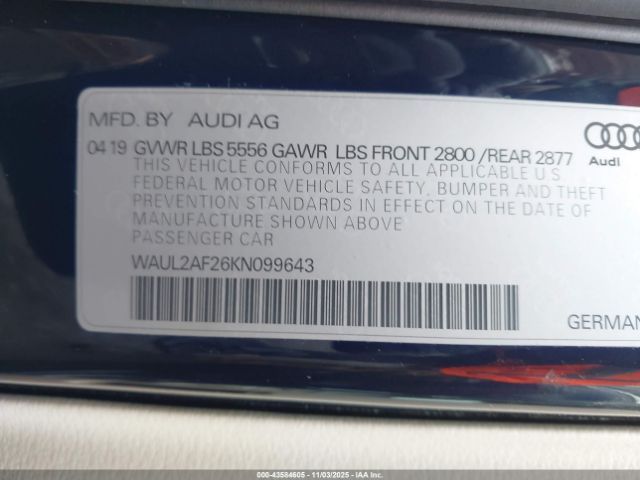 MFD. BY AUDI AG
04 19 GVWR LBS 5556 GAWR LBS FRONT 2800 /REAR 2877
THIS VEHICLE CONFORMS TO ALL APPLICABLE U.S.
FEDERAL MOTOR VEHICLE SAFETY, BUMPER AND THEFT
PREVENTION STANDARDS IN EFFECT ON THE DATE OF
MANUFACTURE SHOWN ABOVE
PASSENGER CAR
WAUL2AF26KN099643
Audi
GERMAN
000-43584605 - 11/03/2025 - IAA Inc.